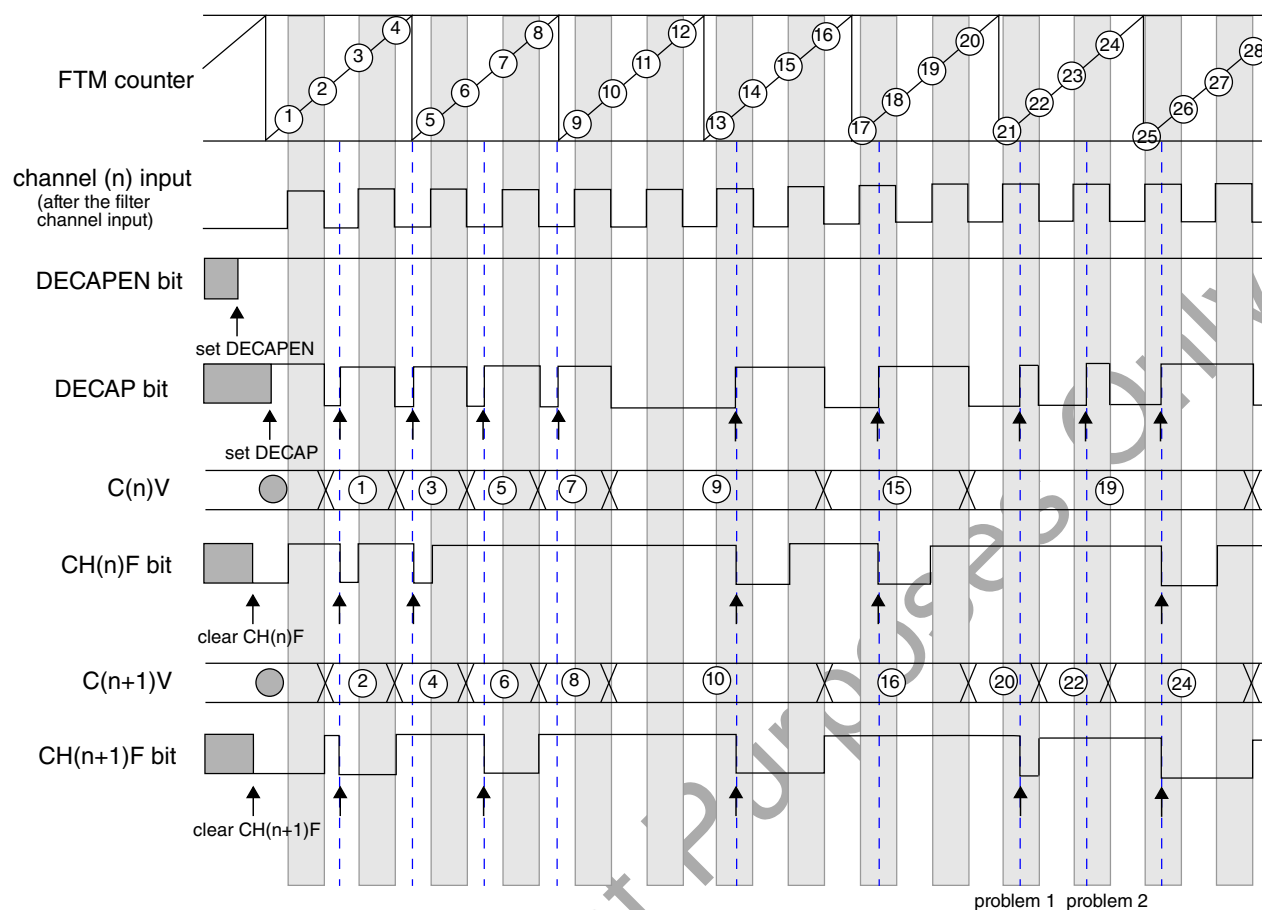 FTM counter
1 2 3 4 5 6 7 8 9 10 11 12 13 14 15 16 17 18 19 20 21 22 23 24 25 26 27 28
channel (n) input
(after the filter
channel input)
DECAPEN bit
set DECAPEN
DECAP bit
set DECAP
C(n)V
1 3 5 7 9 15 19
CH(n)F bit
clear CH(n)F
C(n+1)V
2 4 6 8 10 16 20 22 24
CH(n+1)F bit
clear CH(n+1)F
problem 1 problem 2
t Purposes Only